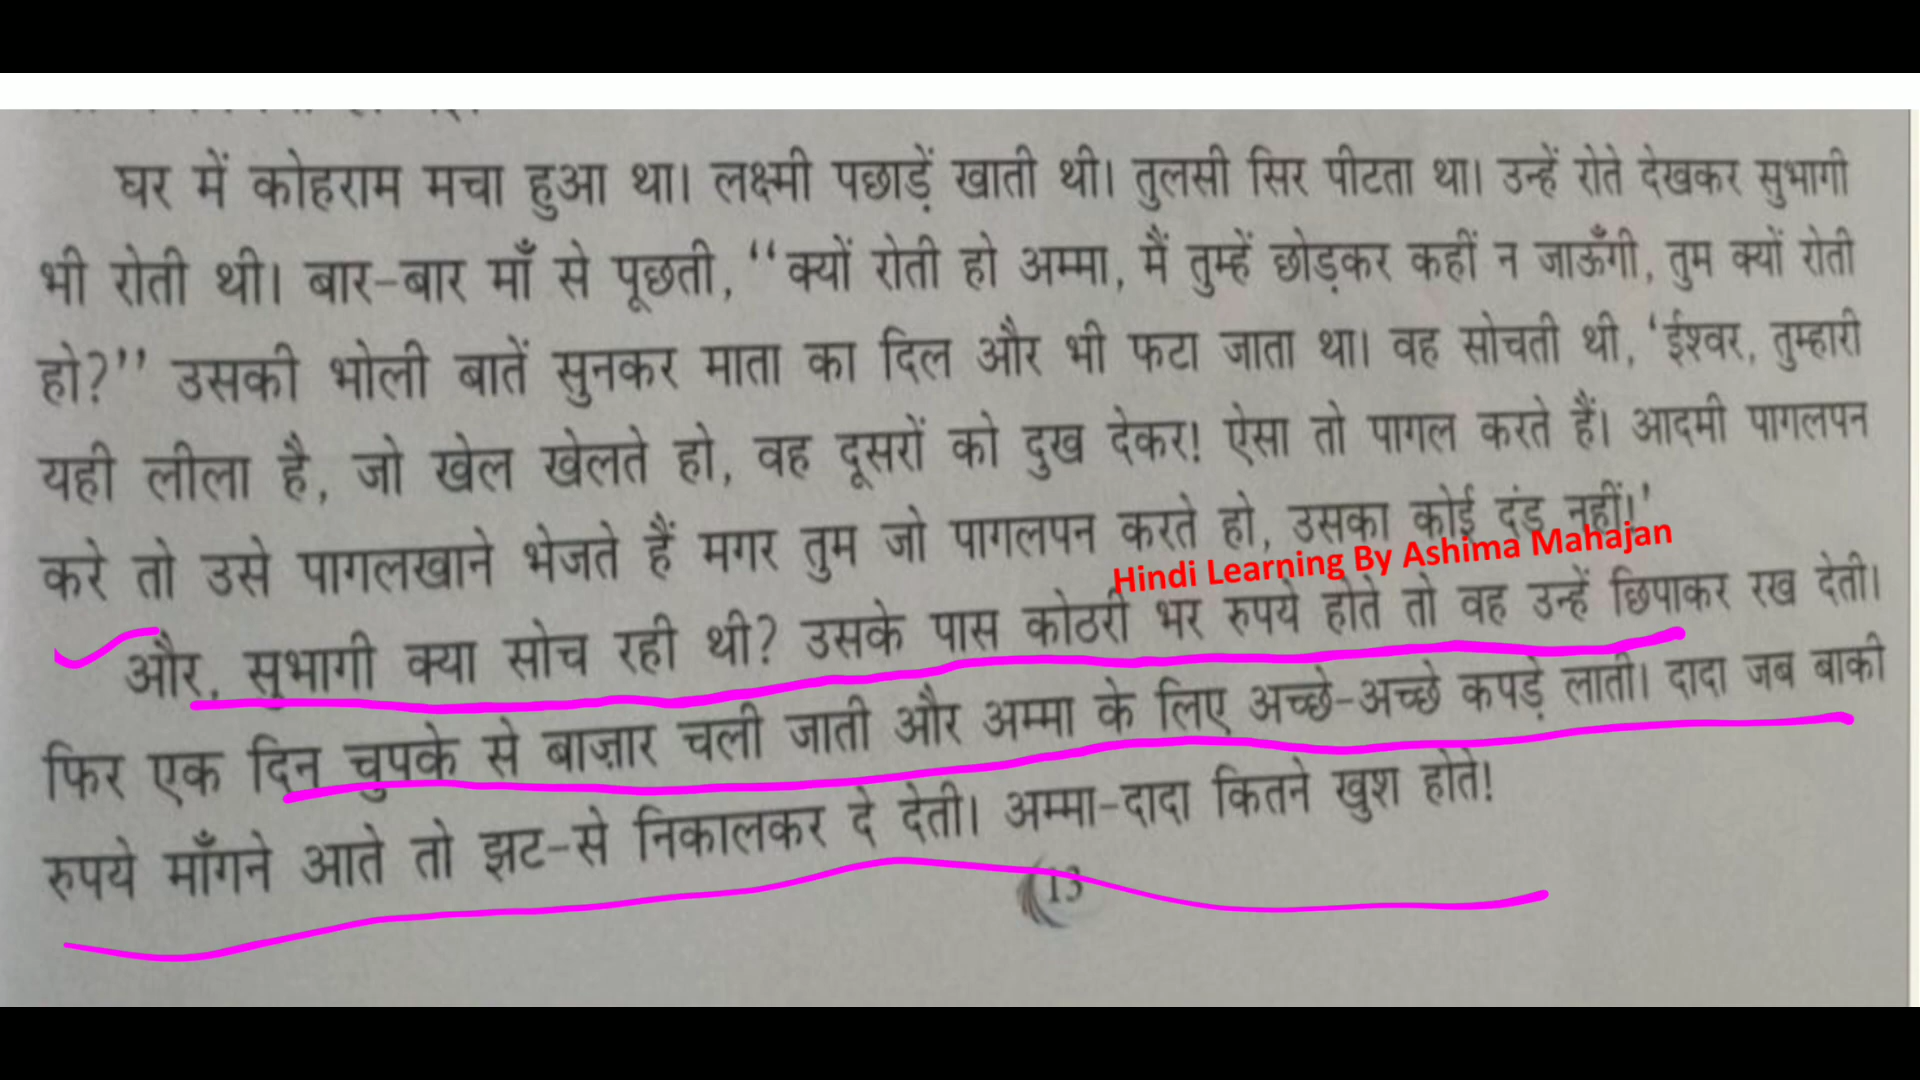 घर में कोहराम मचा हुआ था। लक्ष्मी पछाड़ें खाती थी। तुलसी सिर पीटता था। उन्हें रोते देखकर सुभागी
भी रोती थी। बार-बार माँ से पूछती, “क्यों रोती हो अम्मा, मैं तुम्हें छोड़कर कहीं न जाऊँगी, तुम क्यों रोती
हो?” उसकी भोली बातें सुनकर माता का दिल और भी फटा जाता था। वह सोचती थी, ‘ईश्वर, तुम्हारी
यही लीला है, जो खेल खेलते हो, वह दूसरों को दुख देकर! ऐसा तो पागल करते हैं। आदमी पागलपन
करे तो उसे पागलखाने भेजते हैं मगर तुम जो पागलपन करते हो, उसका कोई दंड नहीं।’
Hindi Learning By Ashima Mahajan
और, सुभागी क्या सोच रही थी? उसके पास कोठरी भर रुपये होते तो वह उन्हें छिपाकर रख देती।
फिर एक दिन चुपके से बाज़ार चली जाती और अम्मा के लिए अच्छे-अच्छे कपड़े लाती। दादा जब बाकी
रुपये माँगने आते तो झट-से निकालकर दे देती। अम्मा-दादा कितने खुश होते!
13